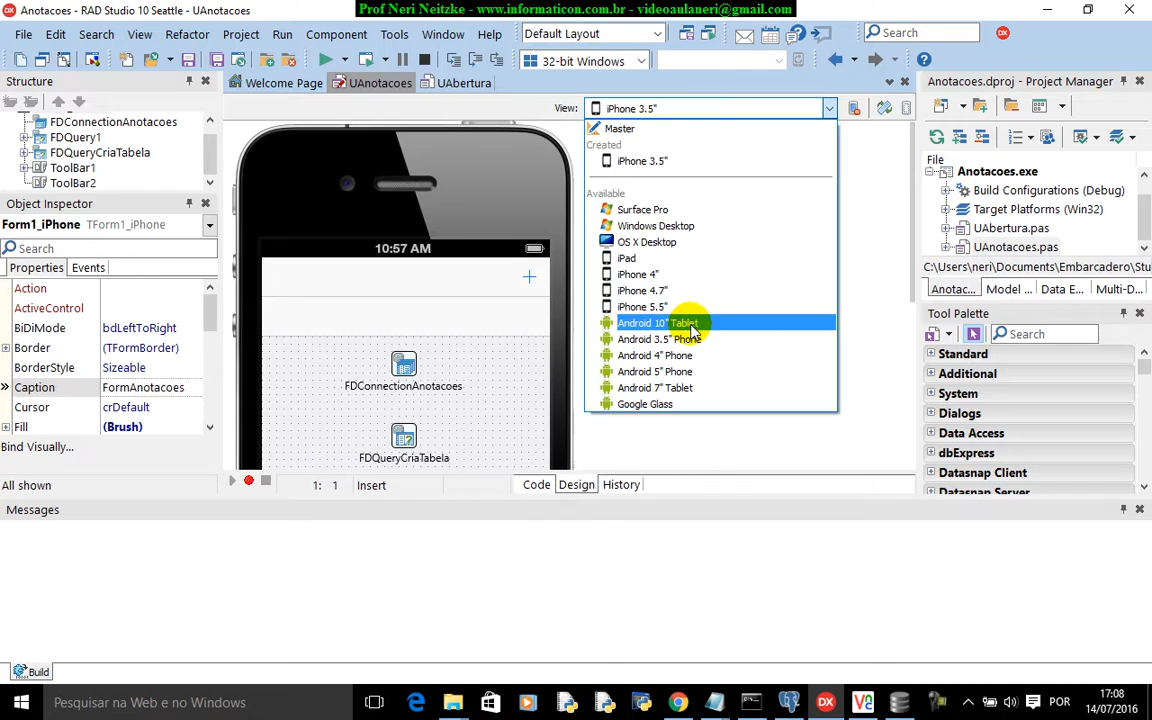 Prof Neri Neitzke - www.informaticon.com.br - videoaulaneri@gmail.com
Anotacoes - RAD Studio 10 Seattle - UAnotacoes
File Edit Search View Refactor Project Run Component Tools Window Help
Default Layout
Search
32-bit Windows
Structure
Welcome Page UAnotacoes UAbertura
Anotacoes.dproj - Project Manager
View: iPhone 3.5"
FDConnectionAnotacoes
FDQuery1
FDQueryCriaTabela
ToolBar1
ToolBar2
Object Inspector
Form1_iPhone TForm1_iPhone
Search
Properties Events
Action
ActiveControl
BiDiMode bdLeftToRight
Border (TFormBorder)
BorderStyle Sizeable
Caption FormAnotacoes
Cursor crDefault
Fill (Brush)
Bind Visually...
All shown
10:57 AM
FDConnectionAnotacoes
FDQueryCriaTabela
Master
Created
iPhone 3.5"
Available
Surface Pro
Windows Desktop
OS X Desktop
iPad
iPhone 4"
iPhone 4.7"
iPhone 5.5"
Android 10" Tablet
Android 3.5" Phone
Android 4" Phone
Android 5" Phone
Android 7" Tablet
Google Glass
1: 1 Insert
Code Design History
File
Anotacoes.exe
Build Configurations (Debug)
Target Platforms (Win32)
UAbertura.pas
UAnotacoes.pas
C:\Users\neri\Documents\Embarcadero\Stu
Anotac... Model ... Data E... Multi-D...
Tool Palette
Search
Standard
Additional
System
Dialogs
Data Access
dbExpress
Datasnap Client
Datasnap Server
Messages
Build
Pesquisar na Web e no Windows
DX
POR
17:08
14/07/2016